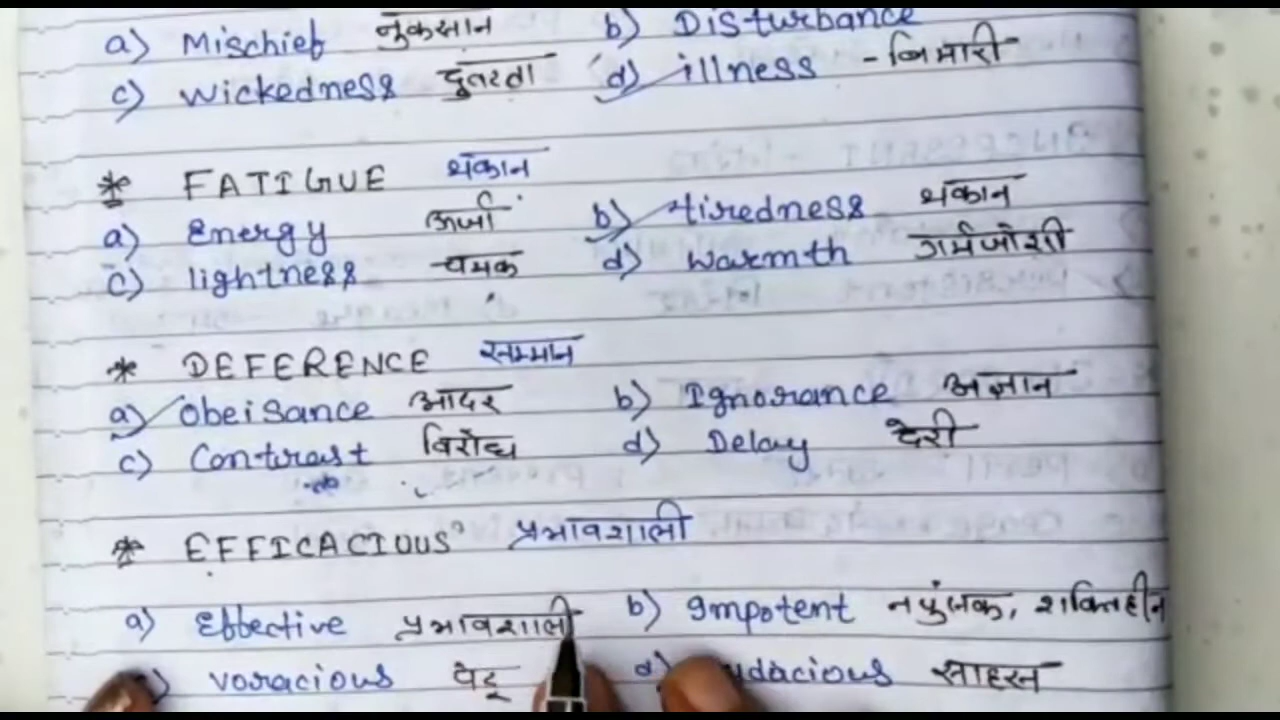 a) Mischief नुकसान b) Disturbance
c) Wickedness दुतरता d) illness - बिमारी
* FATIGUE थकान
a) Energy ऊर्जा b) tiredness थकान
c) lightness चमक d) warmth गर्मजोशी
* DEFERENCE सम्मान
a) Obeisance आदर b) Ignorance अज्ञान
c) Contrast विरोध d) Delay देरी
* EFFICACIOUS प्रभावशाली
a) Effective प्रभावशाली b) Impotent नपुंसक, शक्तिहीन
voracious पेटू d) udacious साहस